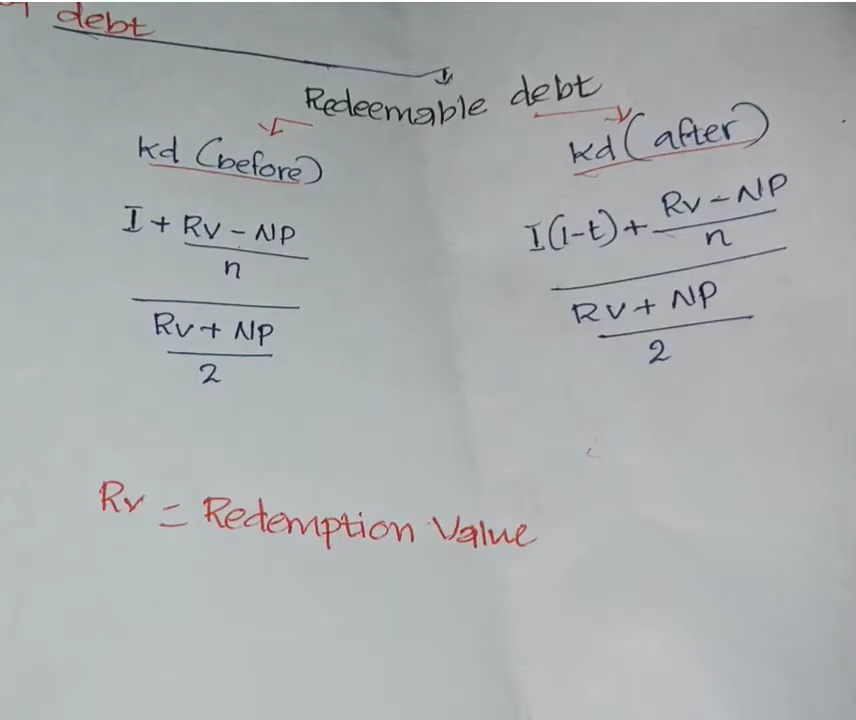 debt
Redeemable debt
kd (before)
I + RV - NP
n
RV + NP
2
kd (after)
I(1-t) + RV - NP
n
RV + NP
2
Rv = Redemption Value